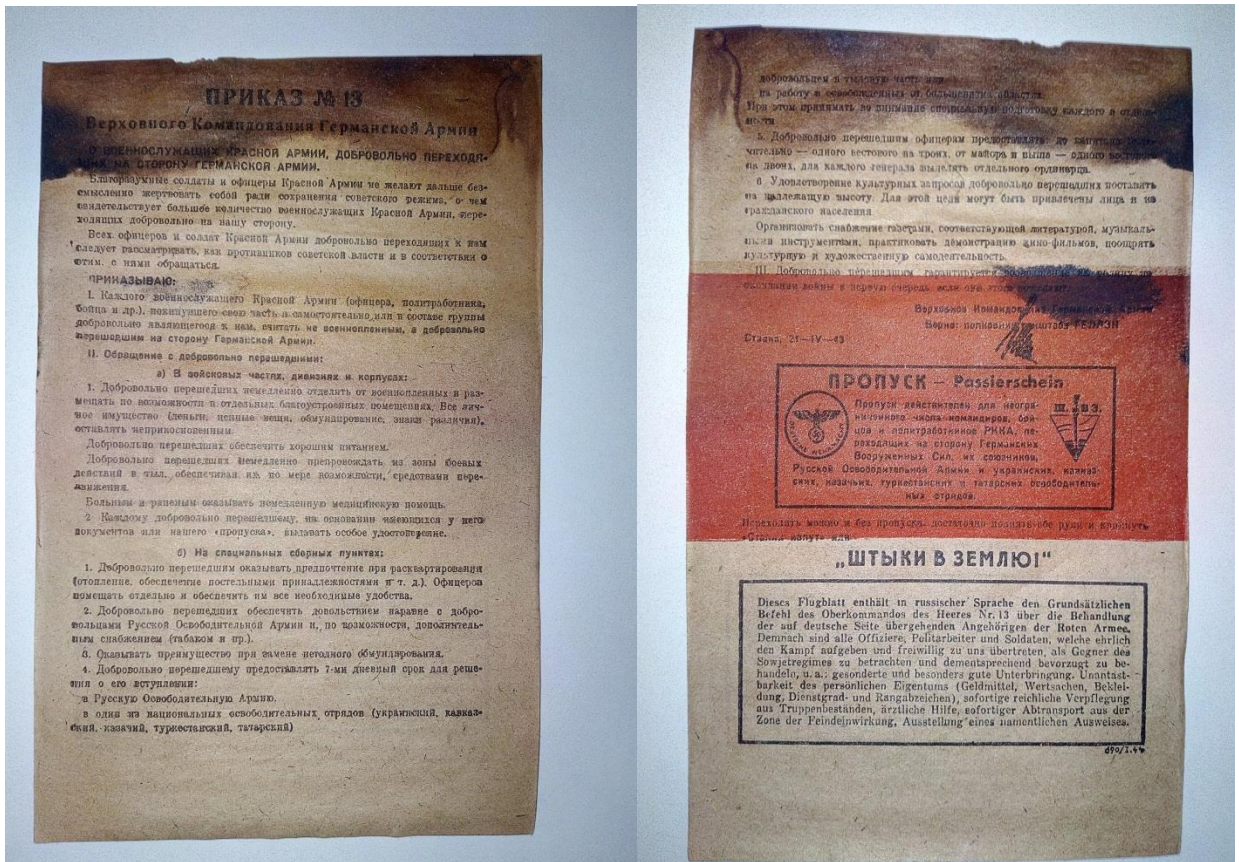 ПРИКАЗ № 13
Верховного Командования Германской Армии
О ВОЕННОСЛУЖАЩИХ КРАСНОЙ АРМИИ, ДОБРОВОЛЬНО ПЕРЕХОДЯ-
ЩИХ НА СТОРОНУ ГЕРМАНСКОЙ АРМИИ.
Благоразумные солдаты и офицеры Красной Армии не желают дальше бес-
смысленно жертвовать собой ради сохранения советского режима, о чем
свидетельствует большее количество военнослужащих Красной Армии, пере-
ходящих добровольно на нашу сторону.
Всех офицеров и солдат Красной Армии добровольно переходящих к нам
следует рассматривать, как противников советской власти и в соответствии с
этим, с ними обращаться.
ПРИКАЗЫВАЮ:
I. Каждого военнослужащего Красной Армии (офицера, политработника,
бойца и др.), покинувшего свою часть самостоятельно или в составе группы
добровольно являющегося к нам, считать не военнопленным, а добровольно
перешедшим на сторону Германской Армии.
II. Обращение с добровольно перешедшими:
а) В войсковых частях, дивизиях и корпусах:
1. Добровольно перешедших немедленно отделять от военнопленных и раз-
мещать по возможности в отдельных благоустроенных помещениях. Все лич-
ное имущество (деньги, ценные вещи, обмундирование, знаки различия),
оставлять неприкосновенным.
Добровольно перешедших обеспечить хорошим питанием.
Добровольно перешедших немедленно препровождать из зоны боевых
действий в тыл, обеспечивая их, по мере возможности, средствами пере-
движения.
Больным и раненым оказывать немедленную медицинскую помощь.
2 Каждому добровольно перешедшему, на основании имеющихся у него
документов или нашего «пропуска», выдавать особое удостоверение.
б) На специальных сборных пунктах:
1. Добровольно перешедшим оказывать предпочтение при расквартировании
(отопление, обеспечение постельными принадлежностями и т. д.). Офицеров
помещать отдельно и обеспечить им все необходимые удобства.
2. Добровольно перешедших обеспечить довольствием наравне с добро-
вольцами Русской Освободительной Армии и, по возможности, дополнитель-
ным снабжением (табаком и пр.).
3. Оказывать преимущество при замене негодного обмундирования.
4. Добровольно перешедшему предоставлять 7-ми дневный срок для реше-
ния о его вступлении:
в Русскую Освободительную Армию,
в один из национальных освободительных отрядов (украинский, кавказ-
ский, казачий, туркестанский, татарский)
добровольцем в тыловую часть или
на работу в освобожденных от большевизма областях.
При этом принимать во внимание специальную подготовку каждого в отдель-
ности
5. Добровольно перешедшим офицерам предоставлять: до капитана вклю-
чительно — одного вестового на троих, от майора и выше — одного вестового
на двоих, для каждого генерала выделять отдельного ординарца.
6 Удовлетворение культурных запросов добровольно перешедших поставить
на надлежащую высоту. Для этой цели могут быть привлечены лица и из
гражданского населения
Организовать снабжение газетами, соответствующей литературой, музыкаль-
ными инструментами, практиковать демонстрацию кино-фильмов, поощрять
культурную и художественную самодеятельность.
III. Добровольно перешедшим гарантируется
окончании войны в первую очередь если они этого
Верховное Командование Германской Армии
Верно: полковник генштаба ГЕЛЕН
Ставка, 21—IV—43
ПРОПУСК — Passierschein
DEUTSCHE WEHRMACHT
Пропуск действителен для неогра-
ниченного числа командиров, бой-
цов и политработников РККА, пе-
реходящих на сторону Германских
Вооруженных Сил, их союзников,
Русской Освободительной Армии и украинских, кавказ-
ских, казачьих, туркестанских и татарских освободитель-
ных отрядов.
Ш. В З.
Переходить можно и без пропуска: достаточно поднять обе руки и крикнуть
«Сталин капут» или
„ШТЫКИ В ЗЕМЛЮ!"
Dieses Flugblatt enthält in russischer Sprache den Grundsätzlichen
Befehl des Oberkommandos des Heeres Nr. 13 über die Behandlung
der auf deutsche Seite übergehenden Angehörigen der Roten Armee.
Demnach sind alle Offiziere, Politarbeiter und Soldaten, welche ehrlich
den Kampf aufgeben und freiwillig zu uns übertreten, als Gegner des
Sowjetregimes zu betrachten und dementsprechend bevorzugt zu be-
handeln, u. a.: gesonderte und besonders gute Unterbringung. Unantast-
barkeit des persönlichen Eigentums (Geldmittel, Wertsachen, Beklei-
dung, Dienstgrad- und Rangabzeichen), sofortige reichliche Verpflegung
aus Truppenbeständen, ärztliche Hilfe, sofortiger Abtransport aus der
Zone der Feindeinwirkung, Ausstellung eines namentlichen Ausweises.
690/I.44